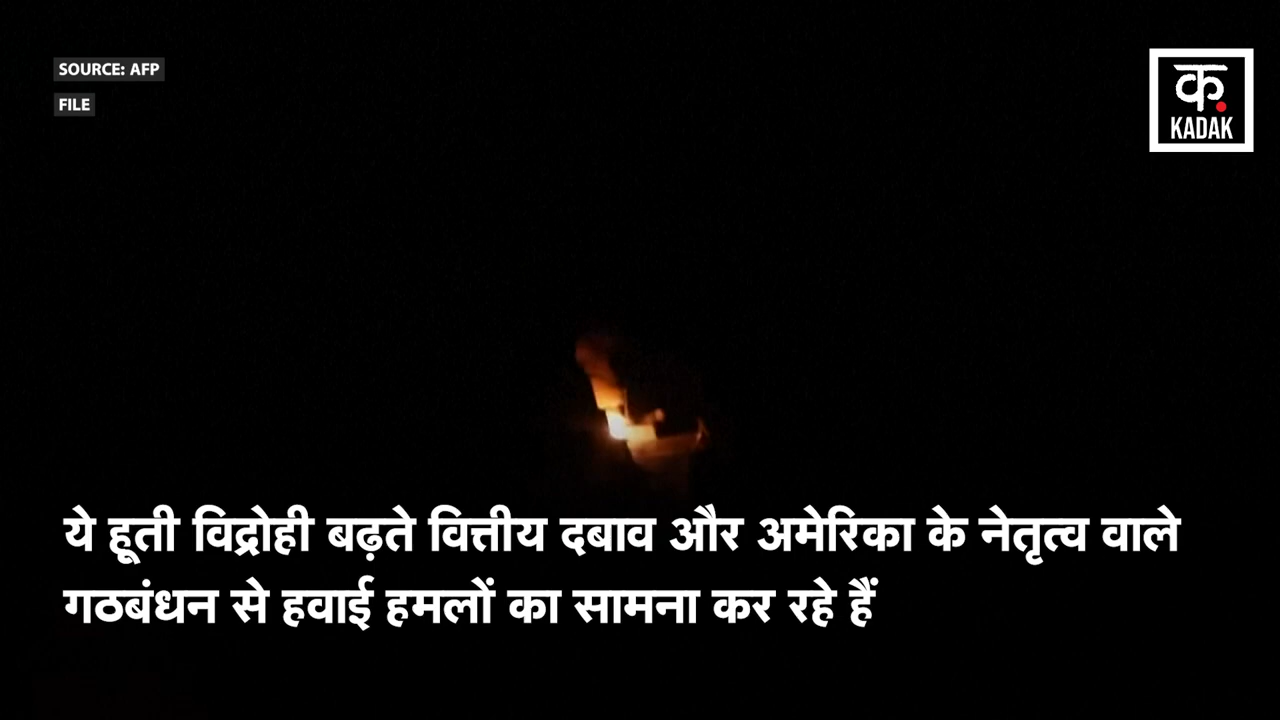 SOURCE: AFP
FILE
क.
KADAK
ये हूती विद्रोही बढ़ते वित्तीय दबाव और अमेरिका के नेतृत्व वाले
गठबंधन से हवाई हमलों का सामना कर रहे हैं